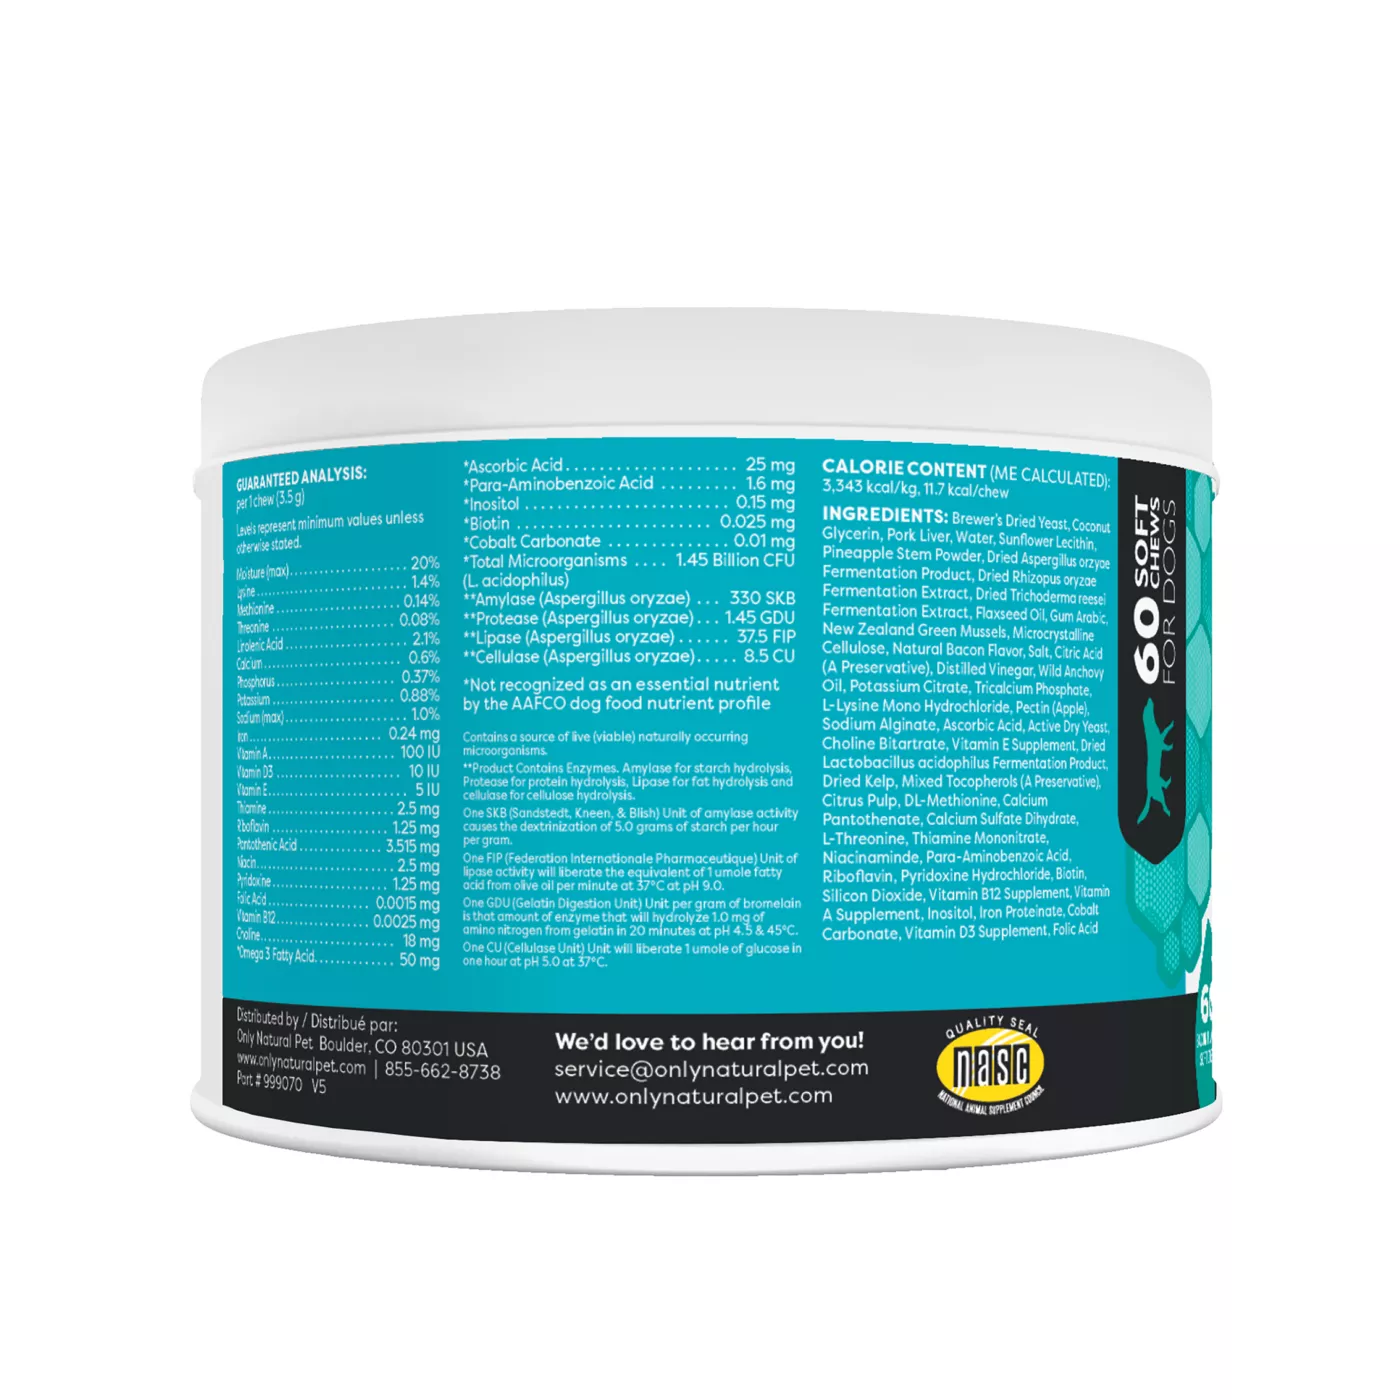 GUARANTEED ANALYSIS:
per 1 chew (3.5 g)
Levels represent minimum values unless
otherwise stated.
Moisture (max)............... 20%
Lysine............... 1.4%
Methionine............... 0.14%
Threonine............... 0.08%
Linolenic Acid............... 2.1%
Calcium............... 0.6%
Phosphorus............... 0.37%
Potassium............... 0.88%
Sodium (max)............... 1.0%
Iron............... 0.24 mg
Vitamin A............... 100 IU
Vitamin D3............... 10 IU
Vitamin E............... 5 IU
Thiamine............... 2.5 mg
Riboflavin............... 1.25 mg
Pantothenic Acid............... 3.515 mg
Niacin............... 2.5 mg
Pyridoxine............... 1.25 mg
Folic Acid............... 0.0015 mg
Vitamin B12............... 0.0025 mg
Choline............... 18 mg
*Omega 3 Fatty Acid............... 50 mg
*Ascorbic Acid............... 25 mg
*Para-Aminobenzoic Acid ......... 1.6 mg
*Inositol............... 0.15 mg
*Biotin............... 0.025 mg
*Cobalt Carbonate ............... 0.01 mg
*Total Microorganisms .... 1.45 Billion CFU
(L. acidophilus)
**Amylase (Aspergillus oryzae) ... 330 SKB
**Protease (Aspergillus oryzae)... 1.45 GDU
**Lipase (Aspergillus oryzae) ...... 37.5 FIP
**Cellulase (Aspergillus oryzae)..... 8.5 CU
*Not recognized as an essential nutrient
by the AAFCO dog food nutrient profile
Contains a source of live (viable) naturally occurring
microorganisms.
**Product Contains Enzymes. Amylase for starch hydrolysis,
Protease for protein hydrolysis, Lipase for fat hydrolysis and
cellulase for cellulose hydrolysis.
One SKB (Sandstedt, Kneen, & Blish) Unit of amylase activity
causes the dextrinization of 5.0 grams of starch per hour
per gram.
One FIP (Federation Internationale Pharmaceutique) Unit of
lipase activity will liberate the equivalent of 1 umole fatty
acid from olive oil per minute at 37°C at pH 9.0.
One GDU (Gelatin Digestion Unit) Unit per gram of bromelain
is that amount of enzyme that will hydrolyze 1.0 mg of
amino nitrogen from gelatin in 20 minutes at pH 4.5 & 45°C.
One CU (Cellulase Unit) Unit will liberate 1 umole of glucose in
one hour at pH 5.0 at 37°C.
CALORIE CONTENT (ME CALCULATED):
3,343 kcal/kg, 11.7 kcal/chew
INGREDIENTS: Brewer's Dried Yeast, Coconut
Glycerin, Pork Liver, Water, Sunflower Lecithin,
Pineapple Stem Powder, Dried Aspergillus orzyae
Fermentation Product, Dried Rhizopus oryzae
Fermentation Extract, Dried Trichoderma reesei
Fermentation Extract, Flaxseed Oil, Gum Arabic,
New Zealand Green Mussels, Microcrystalline
Cellulose, Natural Bacon Flavor, Salt, Citric Acid
(A Preservative), Distilled Vinegar, Wild Anchovy
Oil, Potassium Citrate, Tricalcium Phosphate,
L-Lysine Mono Hydrochloride, Pectin (Apple),
Sodium Alginate, Ascorbic Acid, Active Dry Yeast,
Choline Bitartrate, Vitamin E Supplement, Dried
Lactobacillus acidophilus Fermentation Product,
Dried Kelp, Mixed Tocopherols (A Preservative),
Citrus Pulp, DL-Methionine, Calcium
Pantothenate, Calcium Sulfate Dihydrate,
L-Threonine, Thiamine Mononitrate,
Niacinaminde, Para-Aminobenzoic Acid,
Riboflavin, Pyridoxine Hydrochloride, Biotin,
Silicon Dioxide, Vitamin B12 Supplement, Vitamin
A Supplement, Inositol, Iron Proteinate, Cobalt
Carbonate, Vitamin D3 Supplement, Folic Acid
60 SOFT
CHEWS
FOR DOGS
Distributed by / Distribué par:
Only Natural Pet Boulder, CO 80301 USA
www.onlynaturalpet.com | 855-662-8738
Part # 999070 V5
We'd love to hear from you!
service@onlynaturalpet.com
www.onlynaturalpet.com
QUALITY SEAL
nasc
NATIONAL ANIMAL SUPPLEMENT COUNCIL